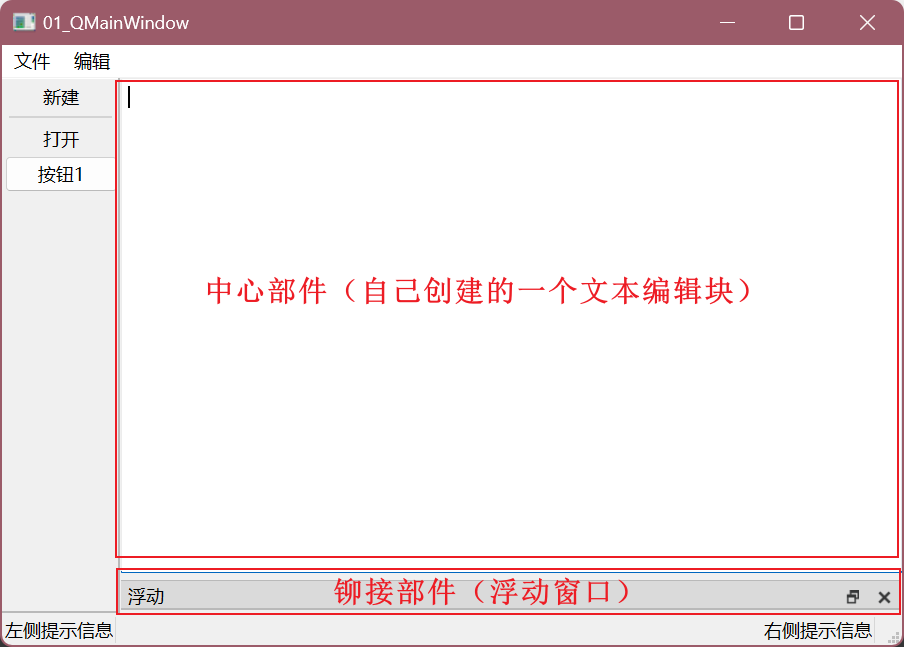 01_QMainWindow
文件 编辑
新建
打开
按钮1
中心部件（自己创建的一个文本编辑块）
浮动
铆接部件（浮动窗口）
左侧提示信息 右侧提示信息